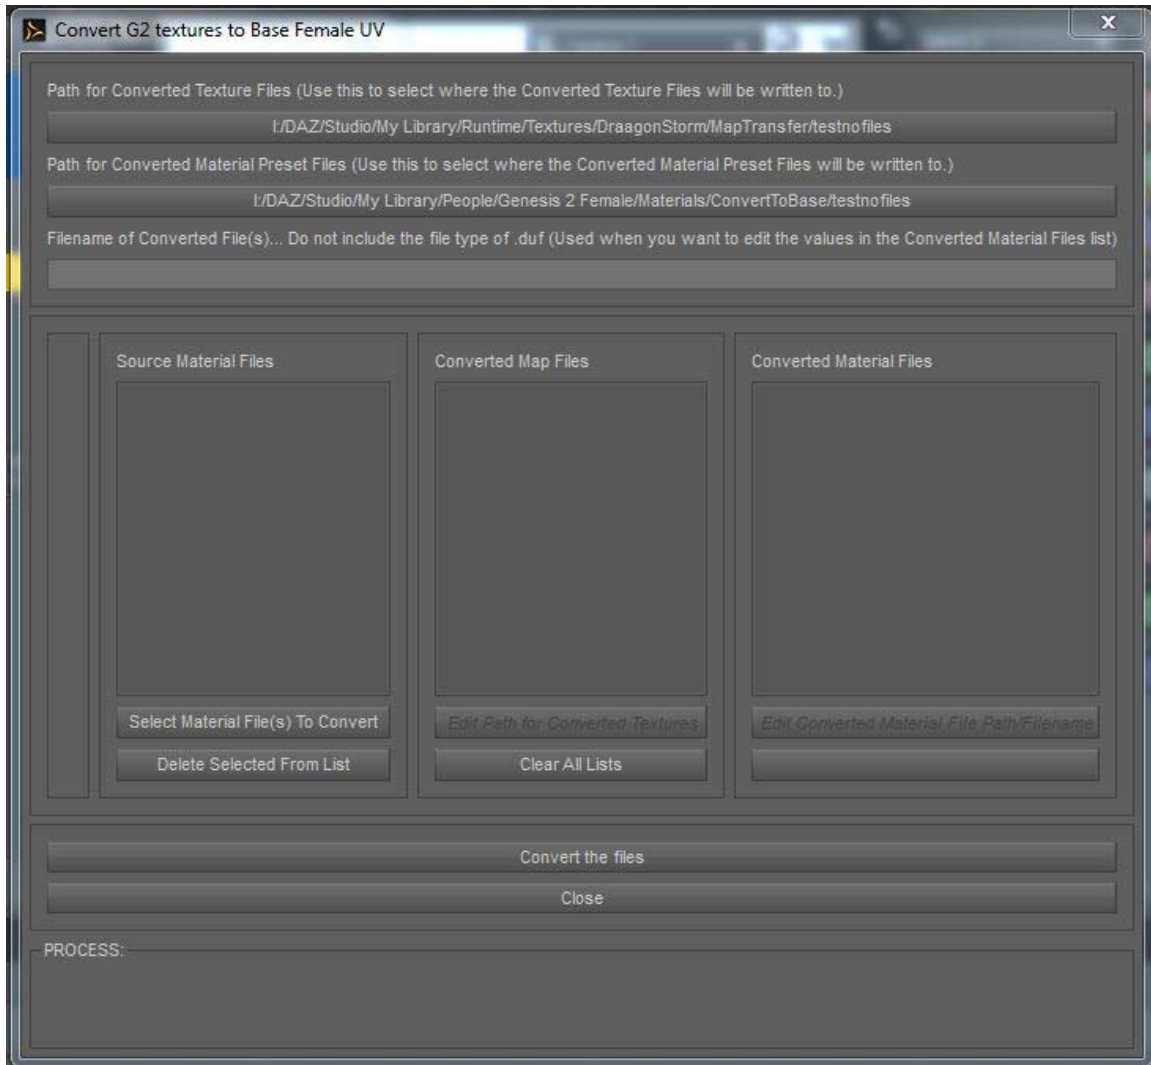 Convert G2 textures to Base Female UV
X
Path for Converted Texture Files (Use this to select where the Converted Texture Files will be written to.)
I:/DAZ/Studio/My Library/Runtime/Textures/DraagonStorm/MapTransfer/testnofiles
Path for Converted Material Preset Files (Use this to select where the Converted Material Preset Files will be written to.)
I:/DAZ/Studio/My Library/People/Genesis 2 Female/Materials/ConvertToBase/testnofiles
Filename of Converted File(s)... Do not include the file type of .duf (Used when you want to edit the values in the Converted Material Files list)
Source Material Files
Converted Map Files
Converted Material Files
Select Material File(s) To Convert
Edit Path for Converted Textures
Edit Converted Material File Path/Filename
Delete Selected From List
Clear All Lists
Convert the files
Close
PROCESS: